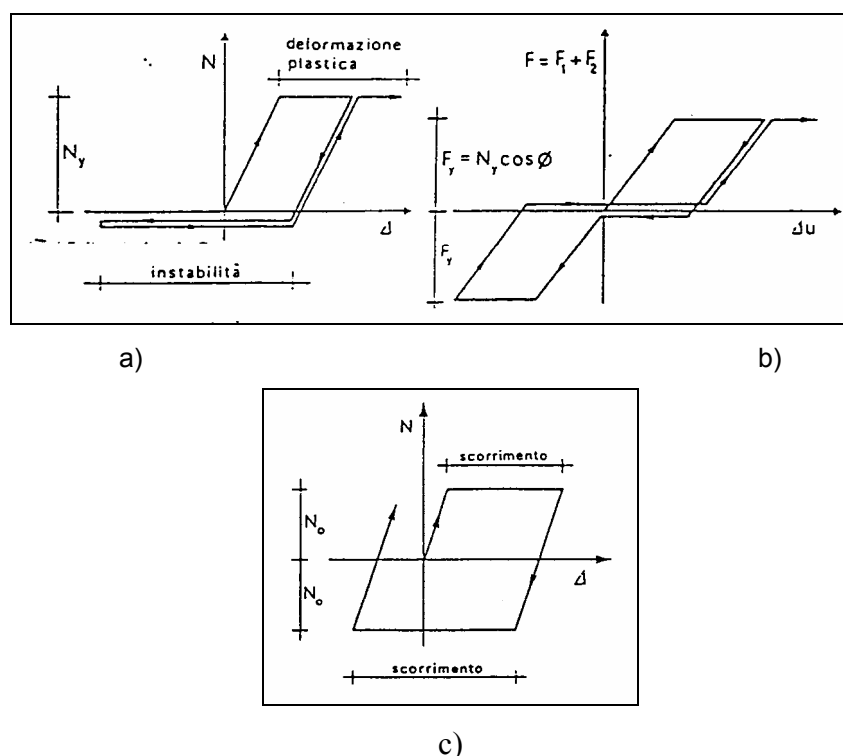 N
deformazione
plastica
N_y
Δ
instabilità
F = F_1 + F_2
F_y = N_y cos ø
F_y
Δu
a)
b)
N
scorrimento
N_o
N_o
Δ
scorrimento
c)